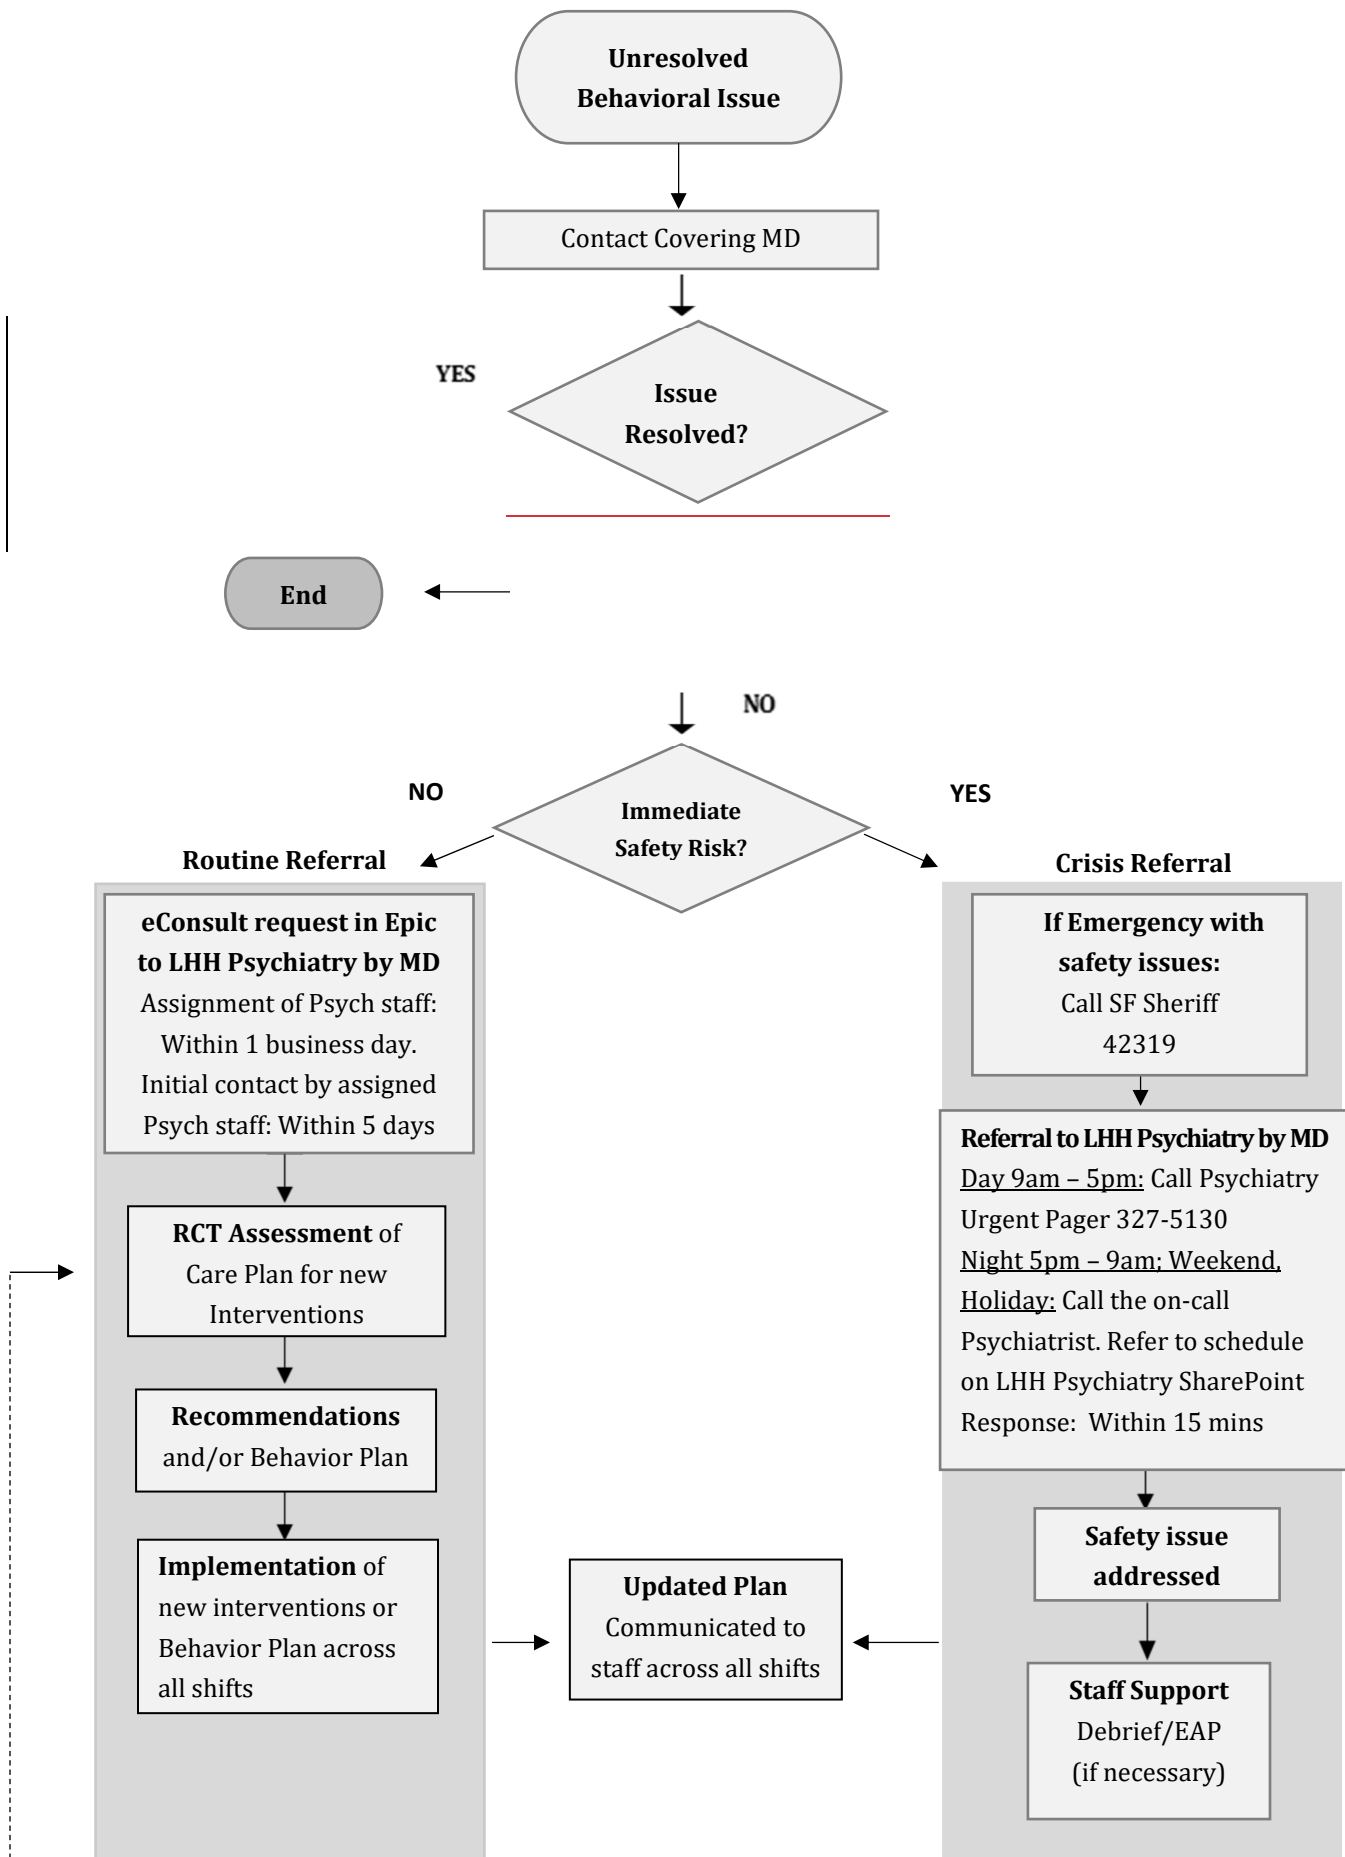 Unresolved
Behavioral Issue
Contact Covering MD
YES
Issue
Resolved?
End
NO
NO
YES
Immediate
Safety Risk?
Routine Referral
eConsult request in Epic
to LHH Psychiatry by MD
Assignment of Psych staff:
Within 1 business day.
Initial contact by assigned
Psych staff: Within 5 days
RCT Assessment of
Care Plan for new
Interventions
Recommendations
and/or Behavior Plan
Implementation of
new interventions or
Behavior Plan across
all shifts
Updated Plan
Communicated to
staff across all shifts
Crisis Referral
If Emergency with
safety issues:
Call SF Sheriff
42319
Referral to LHH Psychiatry by MD
Day 9am – 5pm: Call Psychiatry
Urgent Pager 327-5130
Night 5pm – 9am; Weekend,
Holiday: Call the on-call
Psychiatrist. Refer to schedule
on LHH Psychiatry SharePoint
Response: Within 15 mins
Safety issue
addressed
Staff Support
Debrief/EAP
(if necessary)